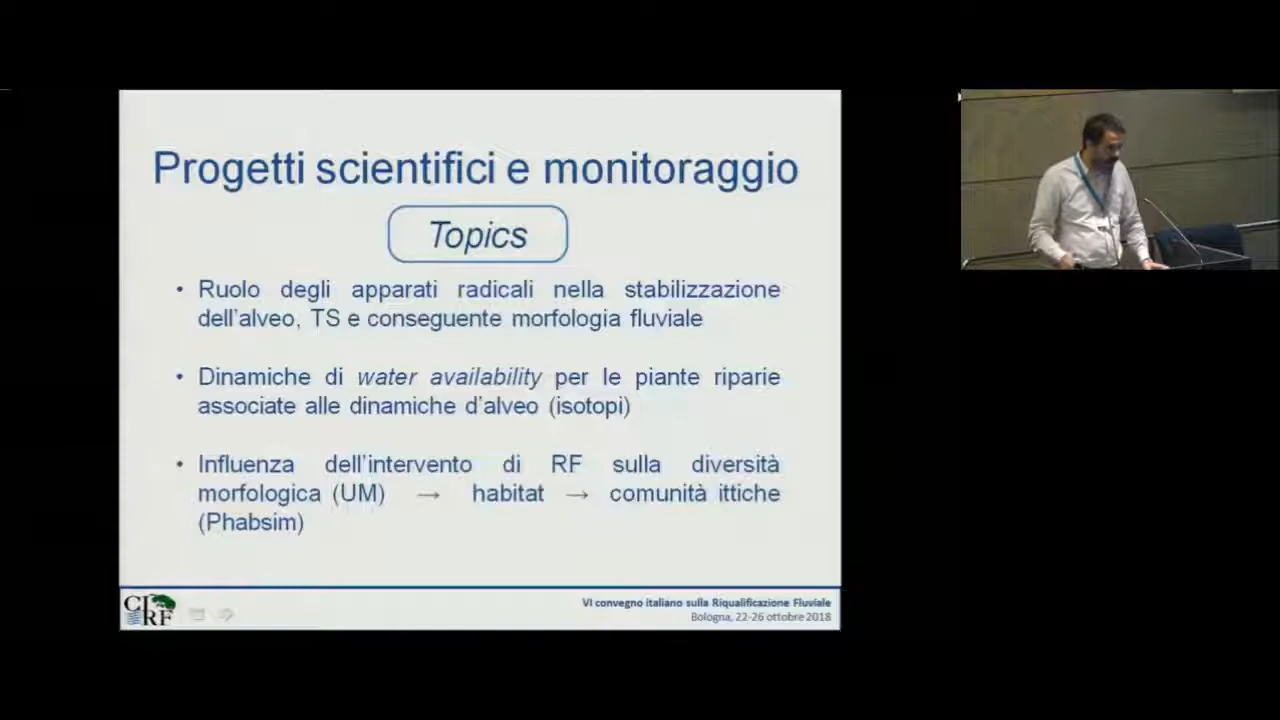 Progetti scientifici e monitoraggio
Topics
• Ruolo degli apparati radicali nella stabilizzazione
dell'alveo, TS e conseguente morfologia fluviale
• Dinamiche di water availability per le piante riparie
associate alle dinamiche d'alveo (isotopi)
• Influenza dell'intervento di RF sulla diversità
morfologica (UM) → habitat → comunità ittiche
(Phabsim)
CIRF
VI convegno italiano sulla Riqualificazione Fluviale
Bologna, 22-26 ottobre 2018